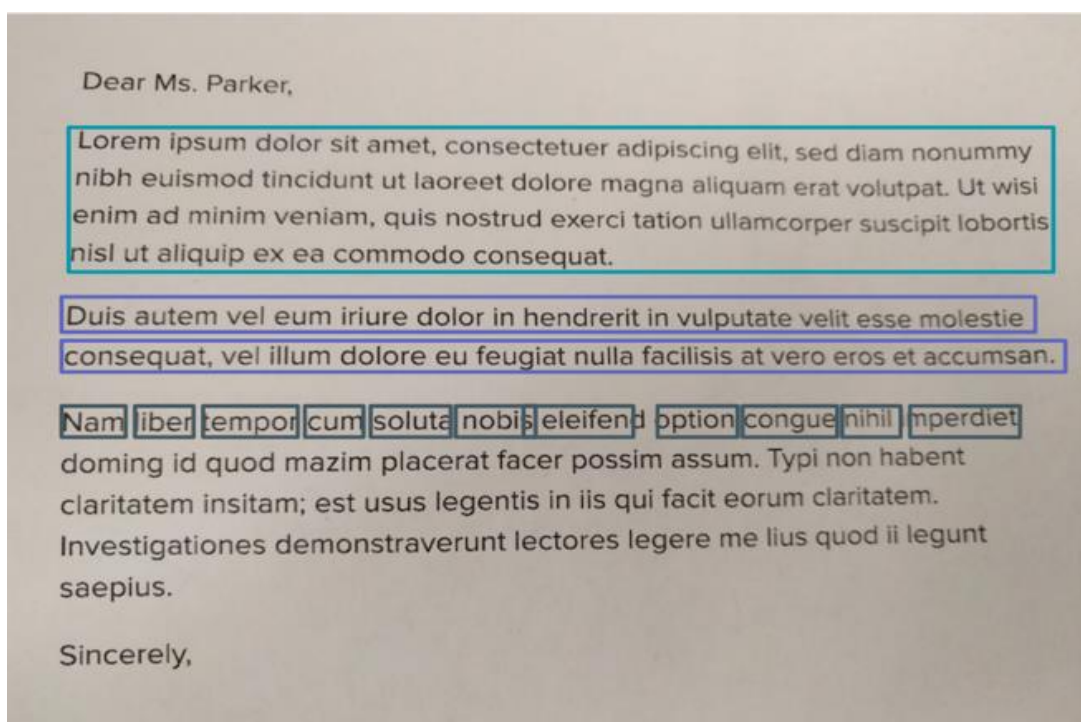 Dear Ms. Parker,
Lorem ipsum dolor sit amet, consectetuer adipiscing elit, sed diam nonummy
nibh euismod tincidunt ut laoreet dolore magna aliquam erat volutpat. Ut wisi
enim ad minim veniam, quis nostrud exerci tation ullamcorper suscipit lobortis
nisl ut aliquip ex ea commodo consequat.
Duis autem vel eum iriure dolor in hendrerit in vulputate velit esse molestie
consequat, vel illum dolore eu feugiat nulla facilisis at vero eros et accumsan.
Nam liber tempor cum soluta nobis eleifend option congue nihil imperdiet
doming id quod mazim placerat facer possim assum. Typi non habent
claritatem insitam; est usus legentis in iis qui facit eorum claritatem.
Investigationes demonstraverunt lectores legere me lius quod ii legunt
saepius.
Sincerely,